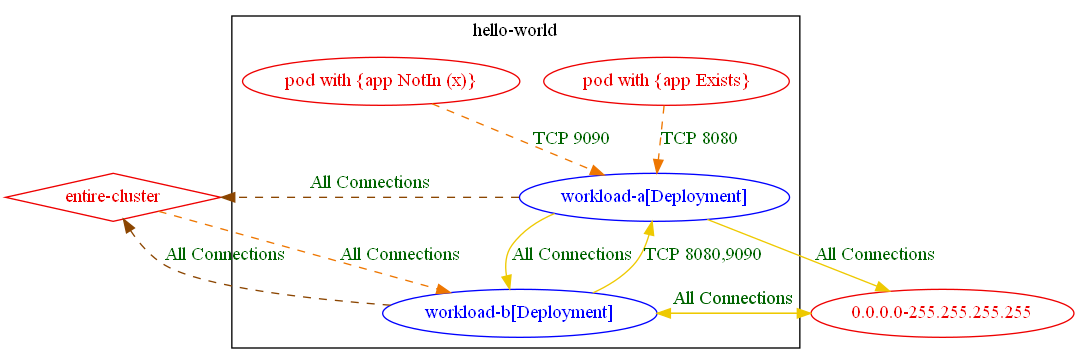 hello-world
pod with {app NotIn (x)}
pod with {app Exists}
TCP 9090
TCP 8080
entire-cluster
All Connections
workload-a[Deployment]
All Connections
All Connections
All Connections
TCP 8080,9090
All Connections
workload-b[Deployment]
All Connections
0.0.0.0-255.255.255.255